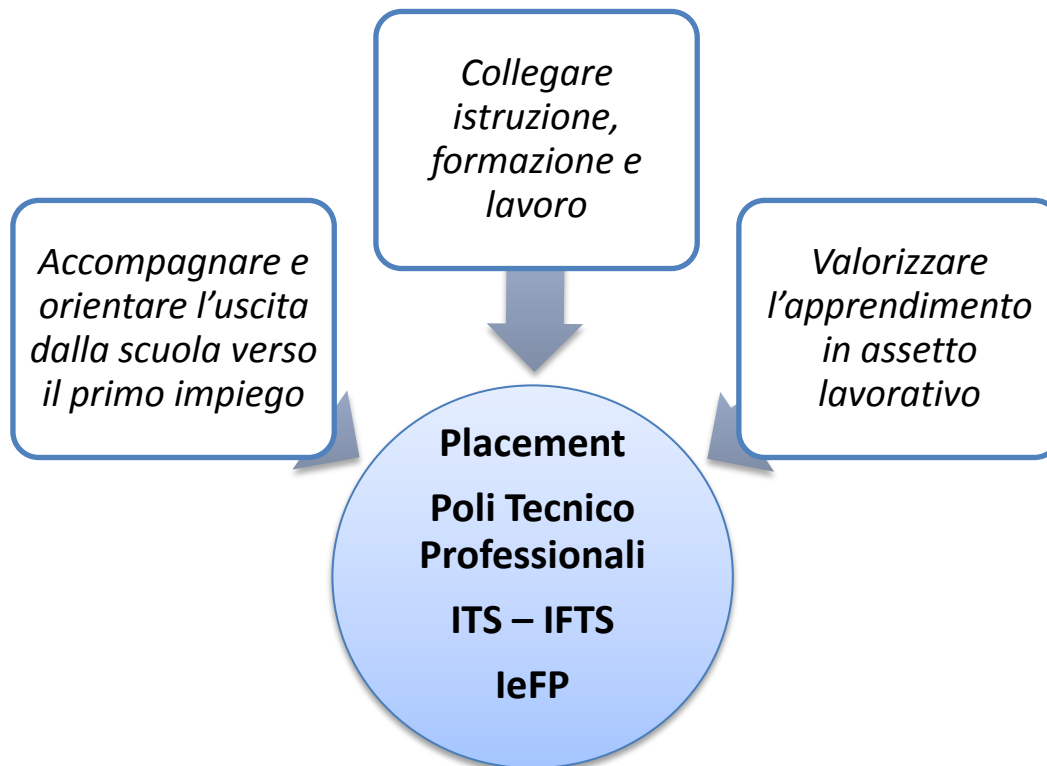 Collegare
istruzione,
formazione e
lavoro
Accompagnare e
orientare l’uscita
dalla scuola verso
il primo impiego
Valorizzare
l’apprendimento
in assetto
lavorativo
Placement
Poli Tecnico
Professionali
ITS – IFTS
IeFP